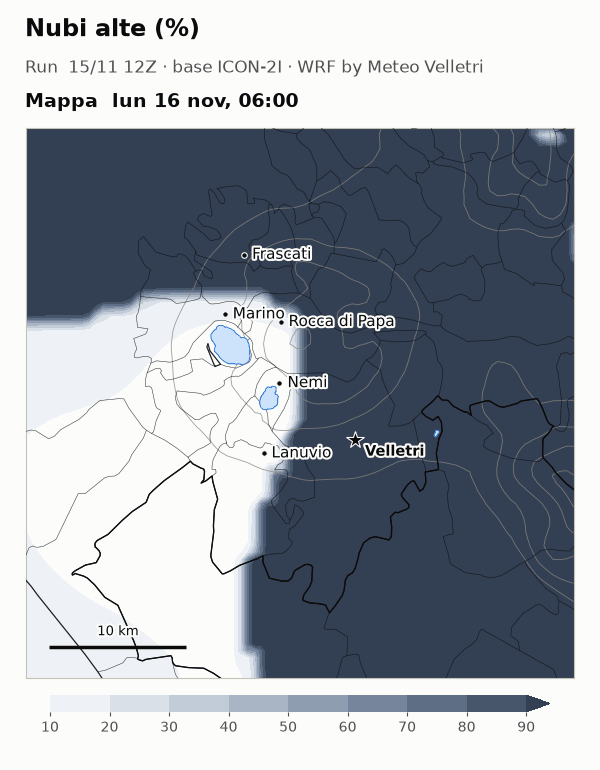 Nubi alte (%)
Run  15/11 12Z · base ICON-2I · WRF by Meteo Velletri
Mappa  lun 16 nov, 06:00
Frascati
Marino
Rocca di Papa
Nemi
Velletri
Lanuvio
10 km
10 20 30 40 50 60 70 80 90